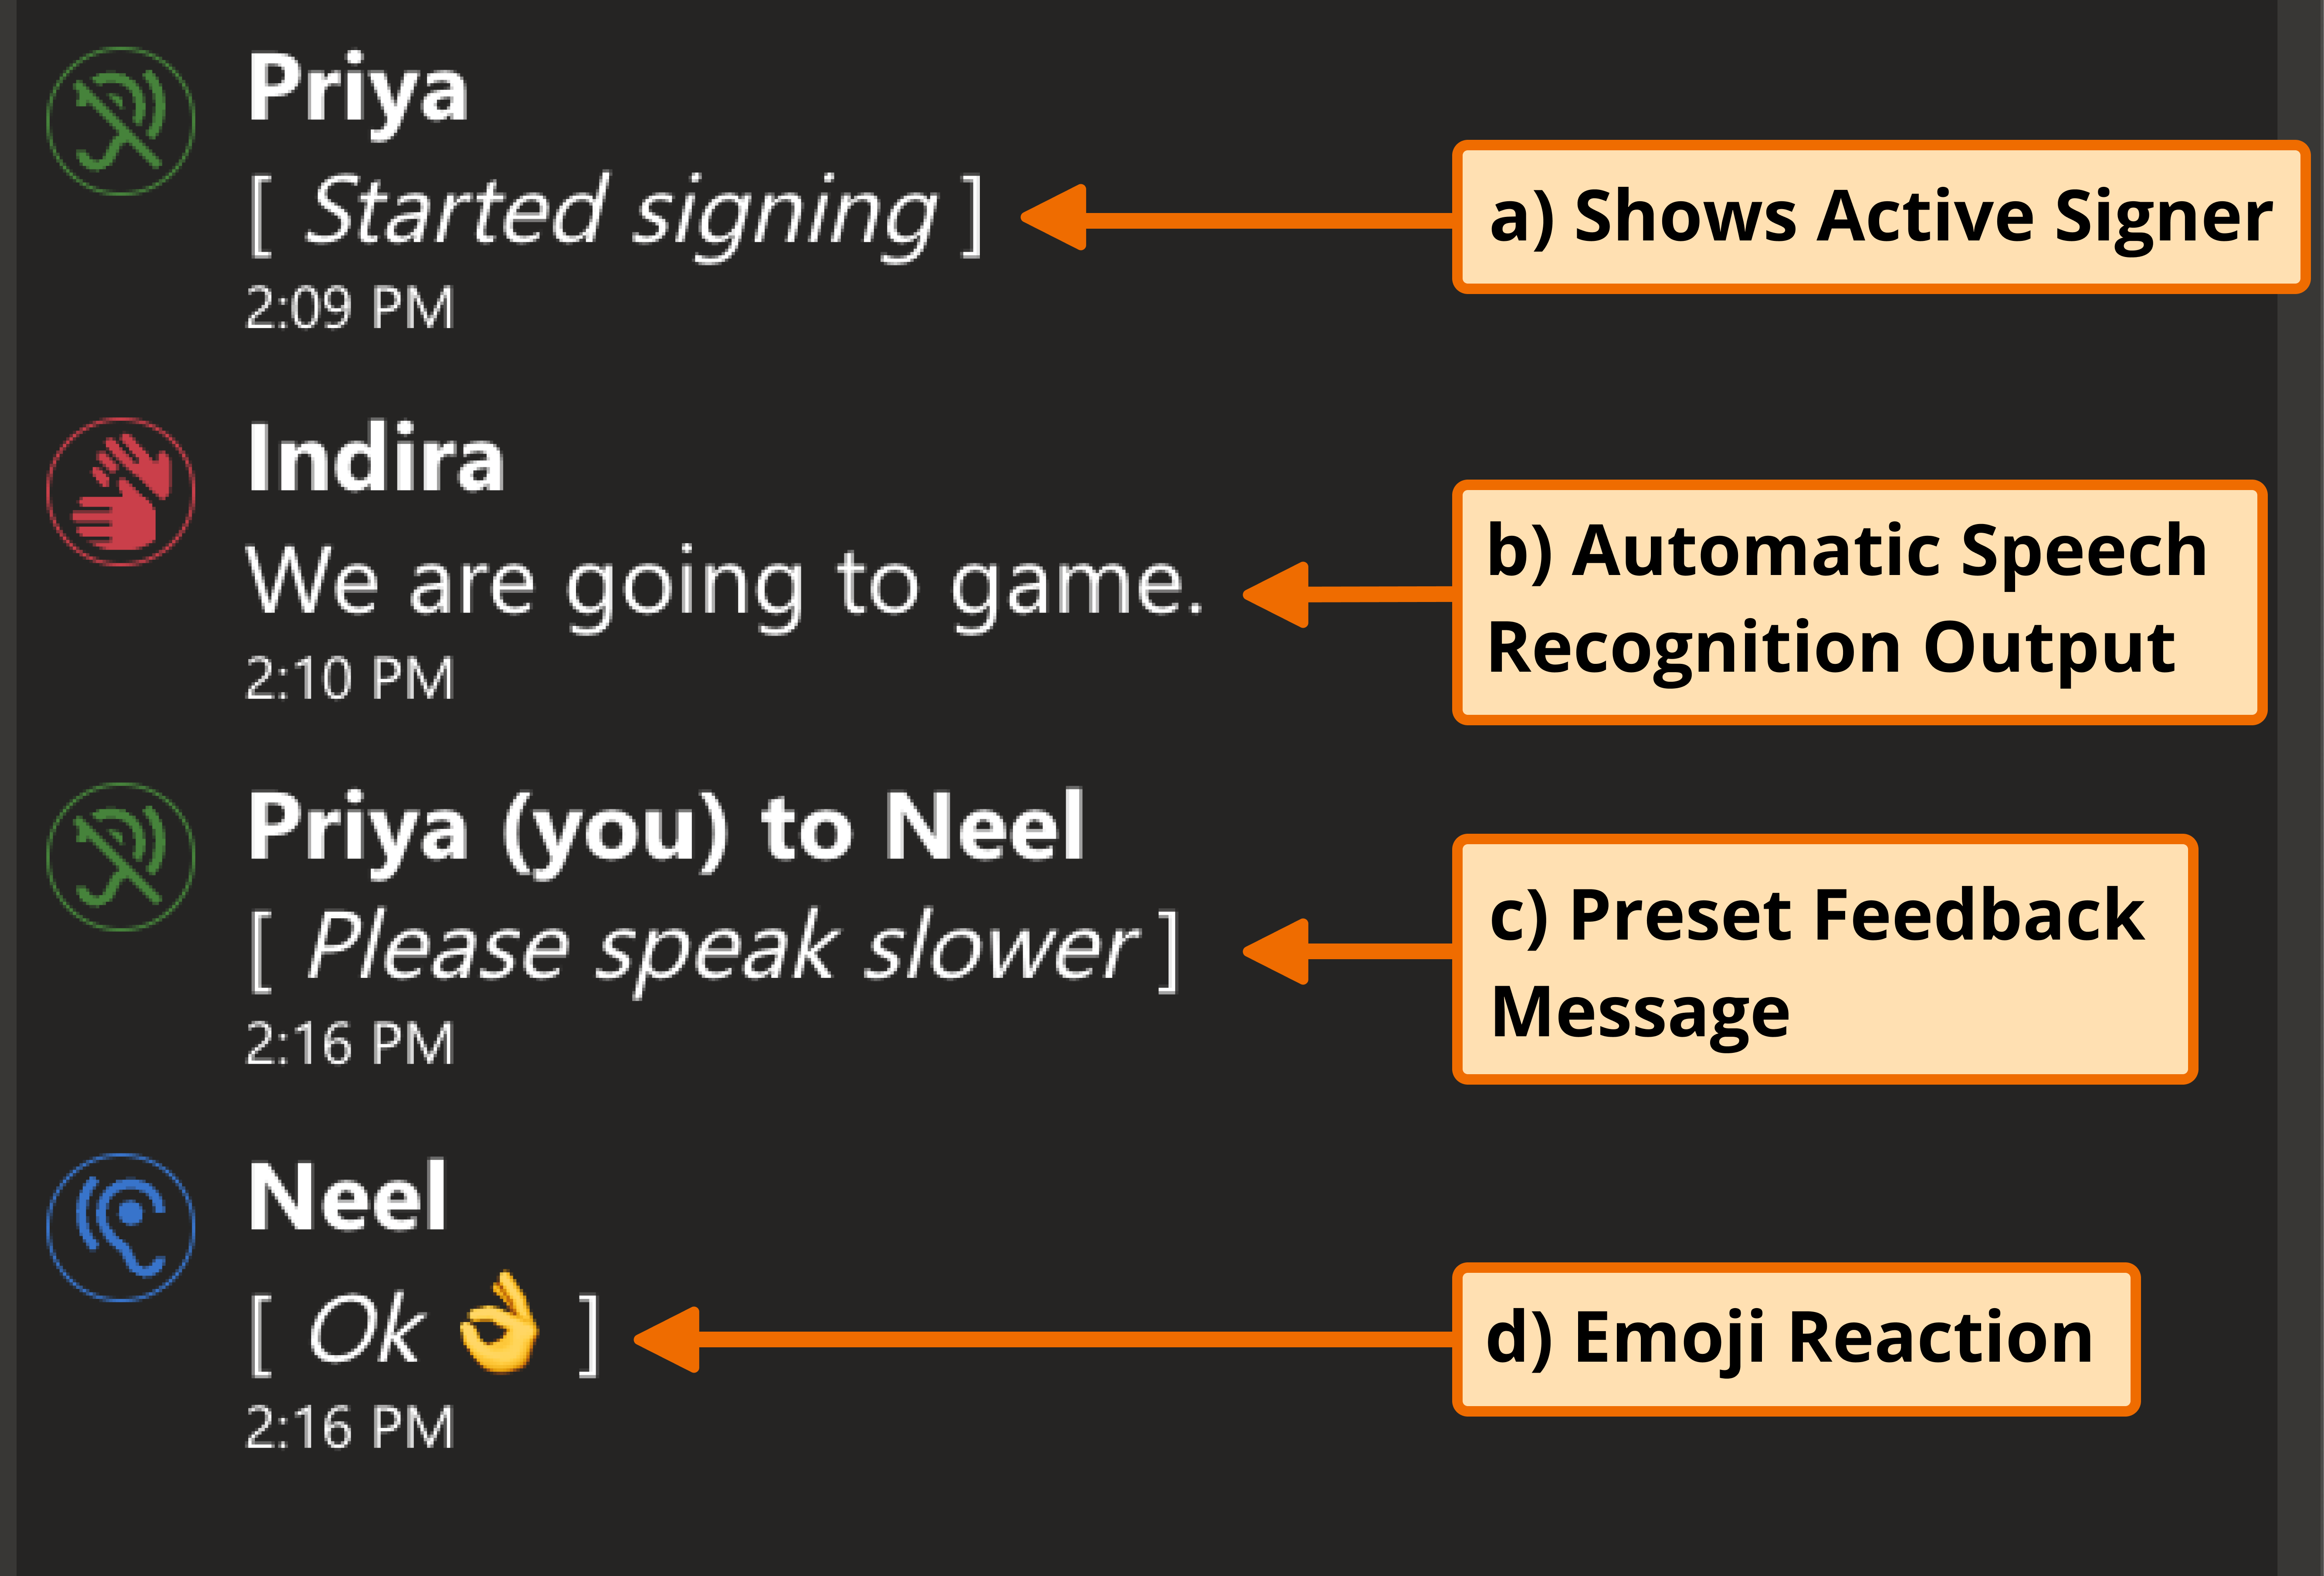 Priya
[ Started signing ]
2:09 PM
a) Shows Active Signer
Indira
We are going to game.
2:10 PM
b) Automatic Speech
Recognition Output
Priya (you) to Neel
[ Please speak slower ]
2:16 PM
c) Preset Feedback
Message
Neel
[ Ok 👌 ]
2:16 PM
d) Emoji Reaction